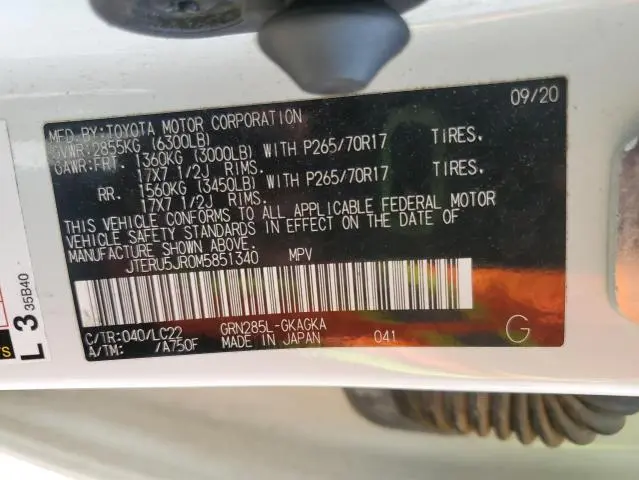 09/20
MFD.BY:TOYOTA MOTOR CORPORATION
GVWR:2855KG (6300LB)
GAWR:FRT. 1360KG (3000LB) WITH P265/70R17 TIRES,
17X7 1/2J RIMS.
RR. 1560KG (3450LB) WITH P265/70R17 TIRES,
17X7 1/2J RIMS.
THIS VEHICLE CONFORMS TO ALL APPLICABLE FEDERAL MOTOR
VEHICLE SAFETY STANDARDS IN EFFECT ON THE DATE OF
MANUFACTURE SHOWN ABOVE.
JTERU5JR0M5851340 MPV
C/TR:040/LC22 GRN285L-GKAGKA 041 G
A/TM: /A750F MADE IN JAPAN
L 3 35B40